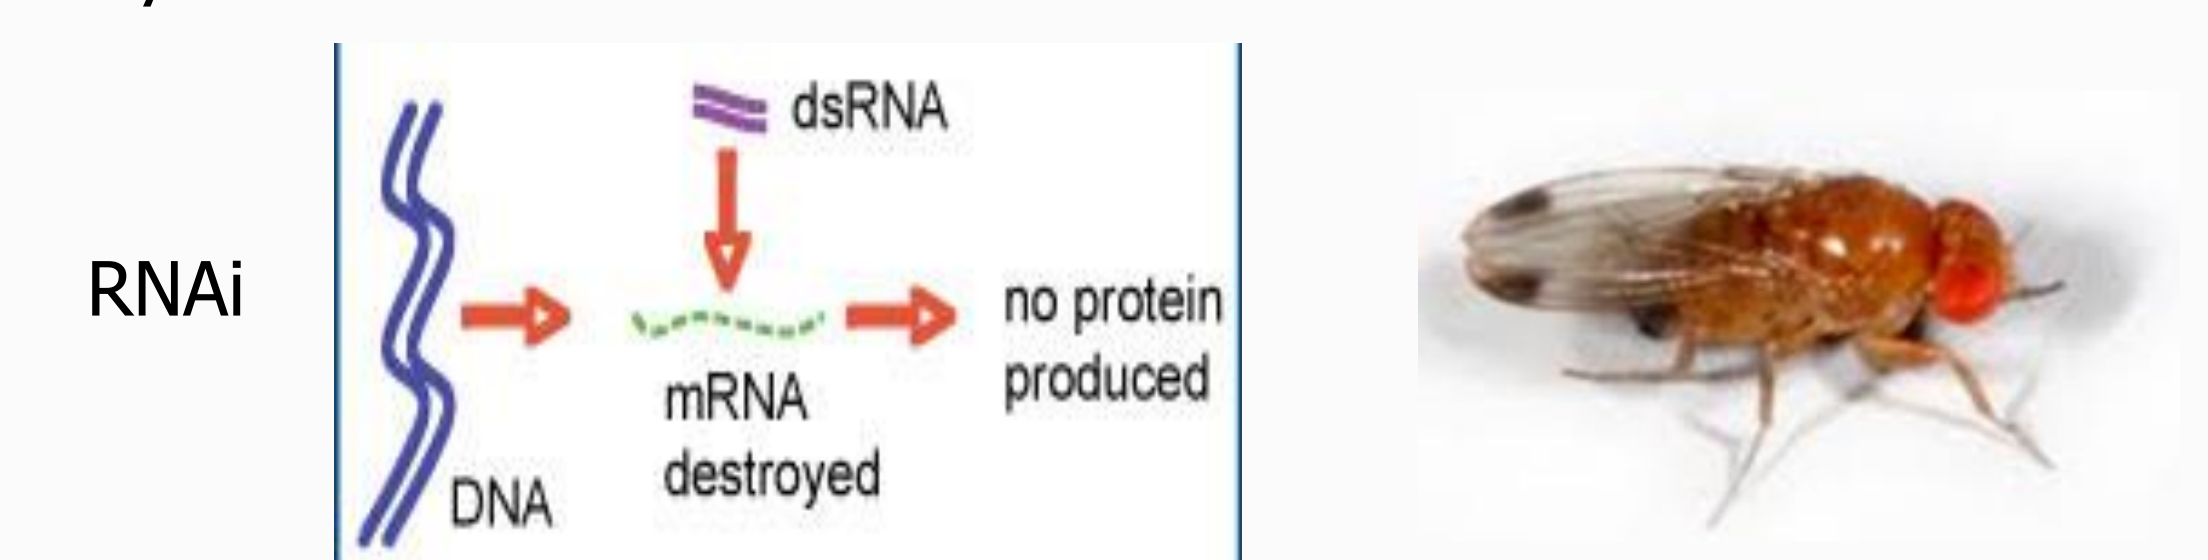 RNAi
dsRNA
no protein
produced
mRNA
destroyed
DNA